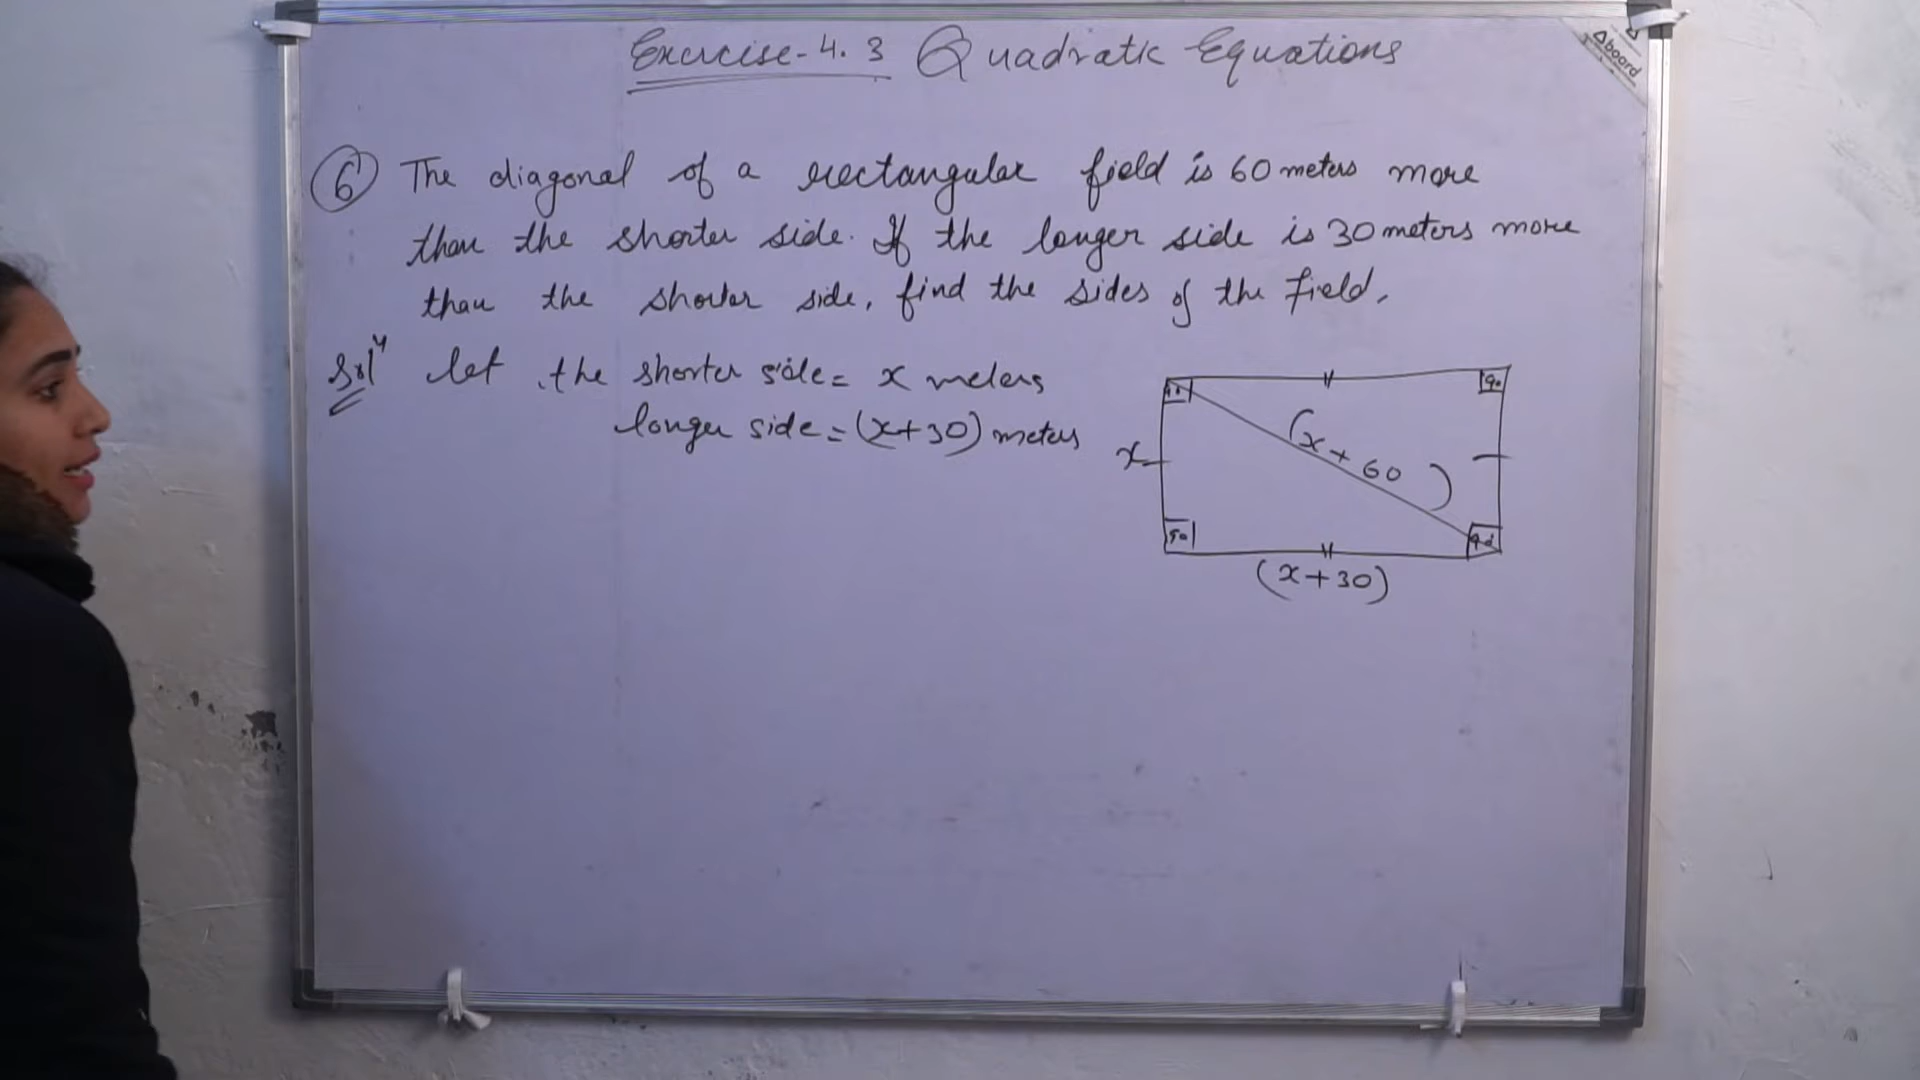 Exercise-4.3 Quadratic Equations
Aboard
6 The diagonal of a rectangular field is 60 meters more
than the shorter side. If the longer side is 30 meters more
than the shorter side, find the sides of the field.
Solⁿ let the shorter side = x meters
longer side = (x+30) meters
90 90
(x+60)
x
90 90
(x+30)